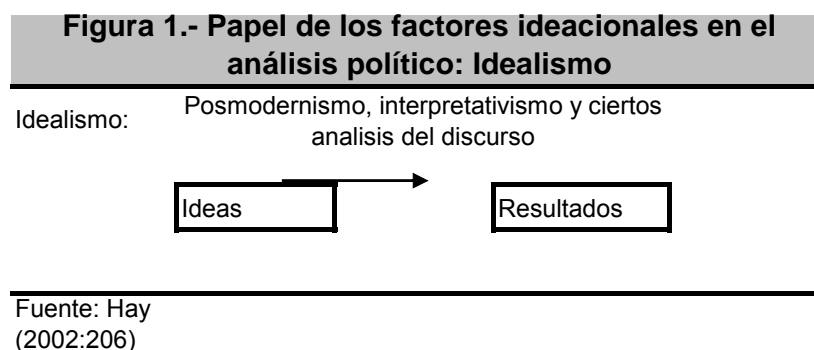 Figura 1.- Papel de los factores ideacionales en el
análisis político: Idealismo
Idealismo:
Posmodernismo, interpretativismo y ciertos
analisis del discurso
Ideas
Resultados
Fuente: Hay
(2002:206)